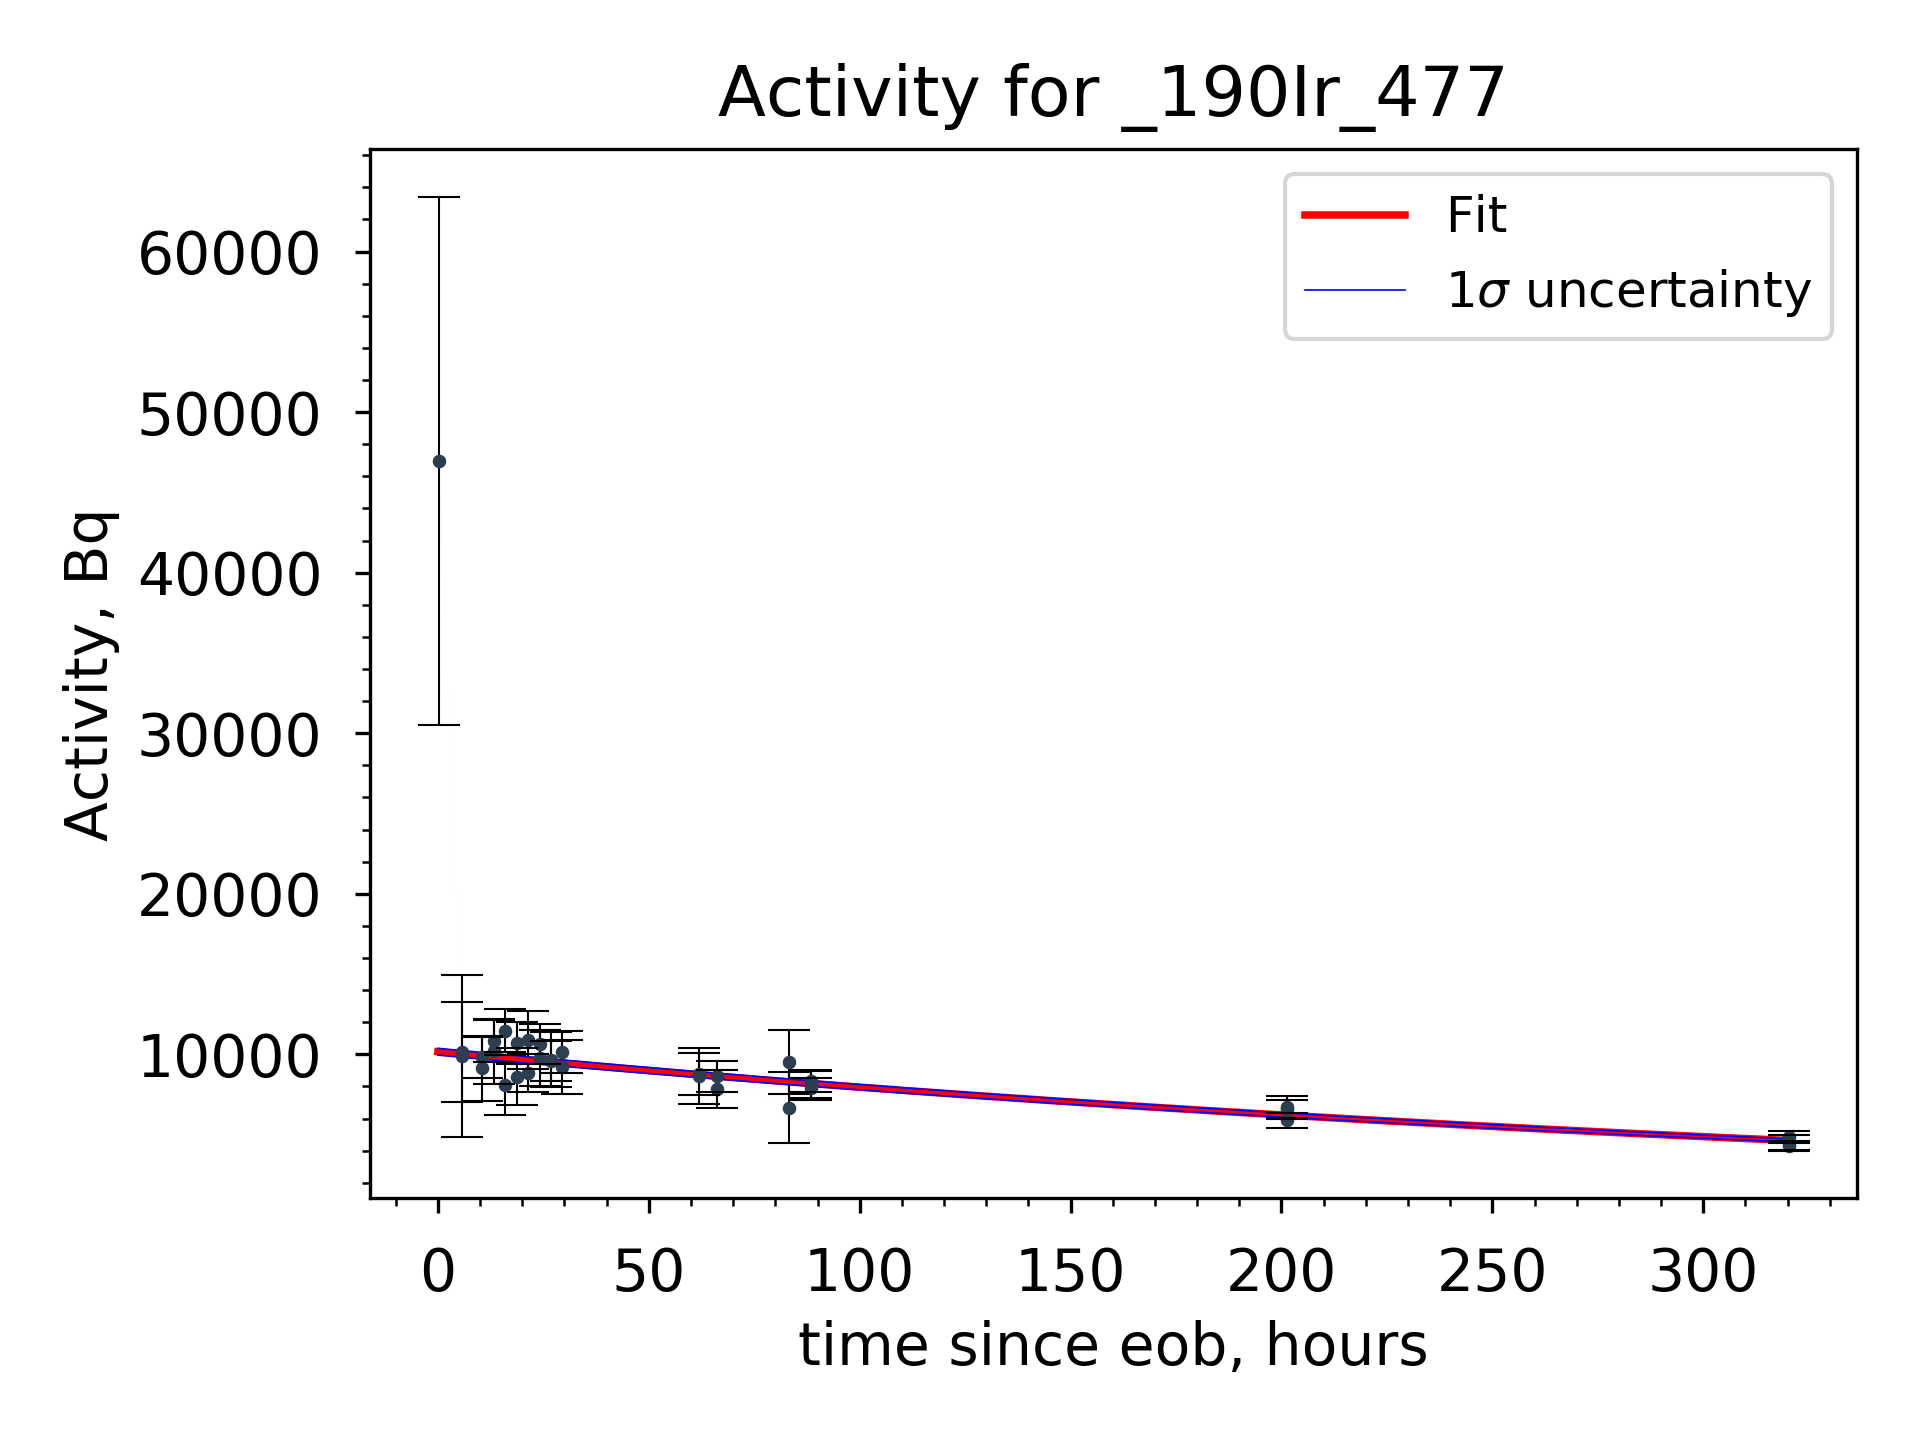 Activity for _190Ir_477
Fit
1σ uncertainty
Activity, Bq
60000
50000
40000
30000
20000
10000
0 50 100 150 200 250 300
time since eob, hours